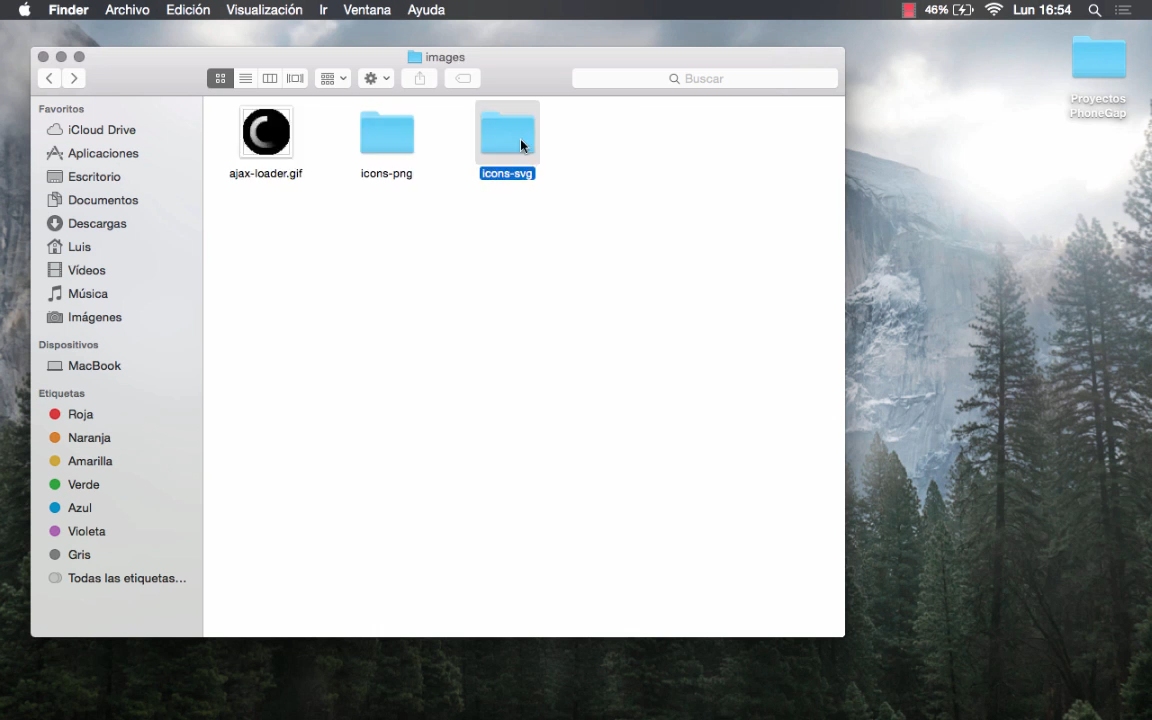 Finder Archivo Edición Visualización Ir Ventana Ayuda 46% Lun 16:54
images
Buscar
Favoritos
iCloud Drive
Aplicaciones
Escritorio
Documentos
Descargas
Luis
Vídeos
Música
Imágenes
Dispositivos
MacBook
Etiquetas
Roja
Naranja
Amarilla
Verde
Azul
Violeta
Gris
Todas las etiquetas...
ajax-loader.gif
icons-png
icons-svg
Proyectos
PhoneGap